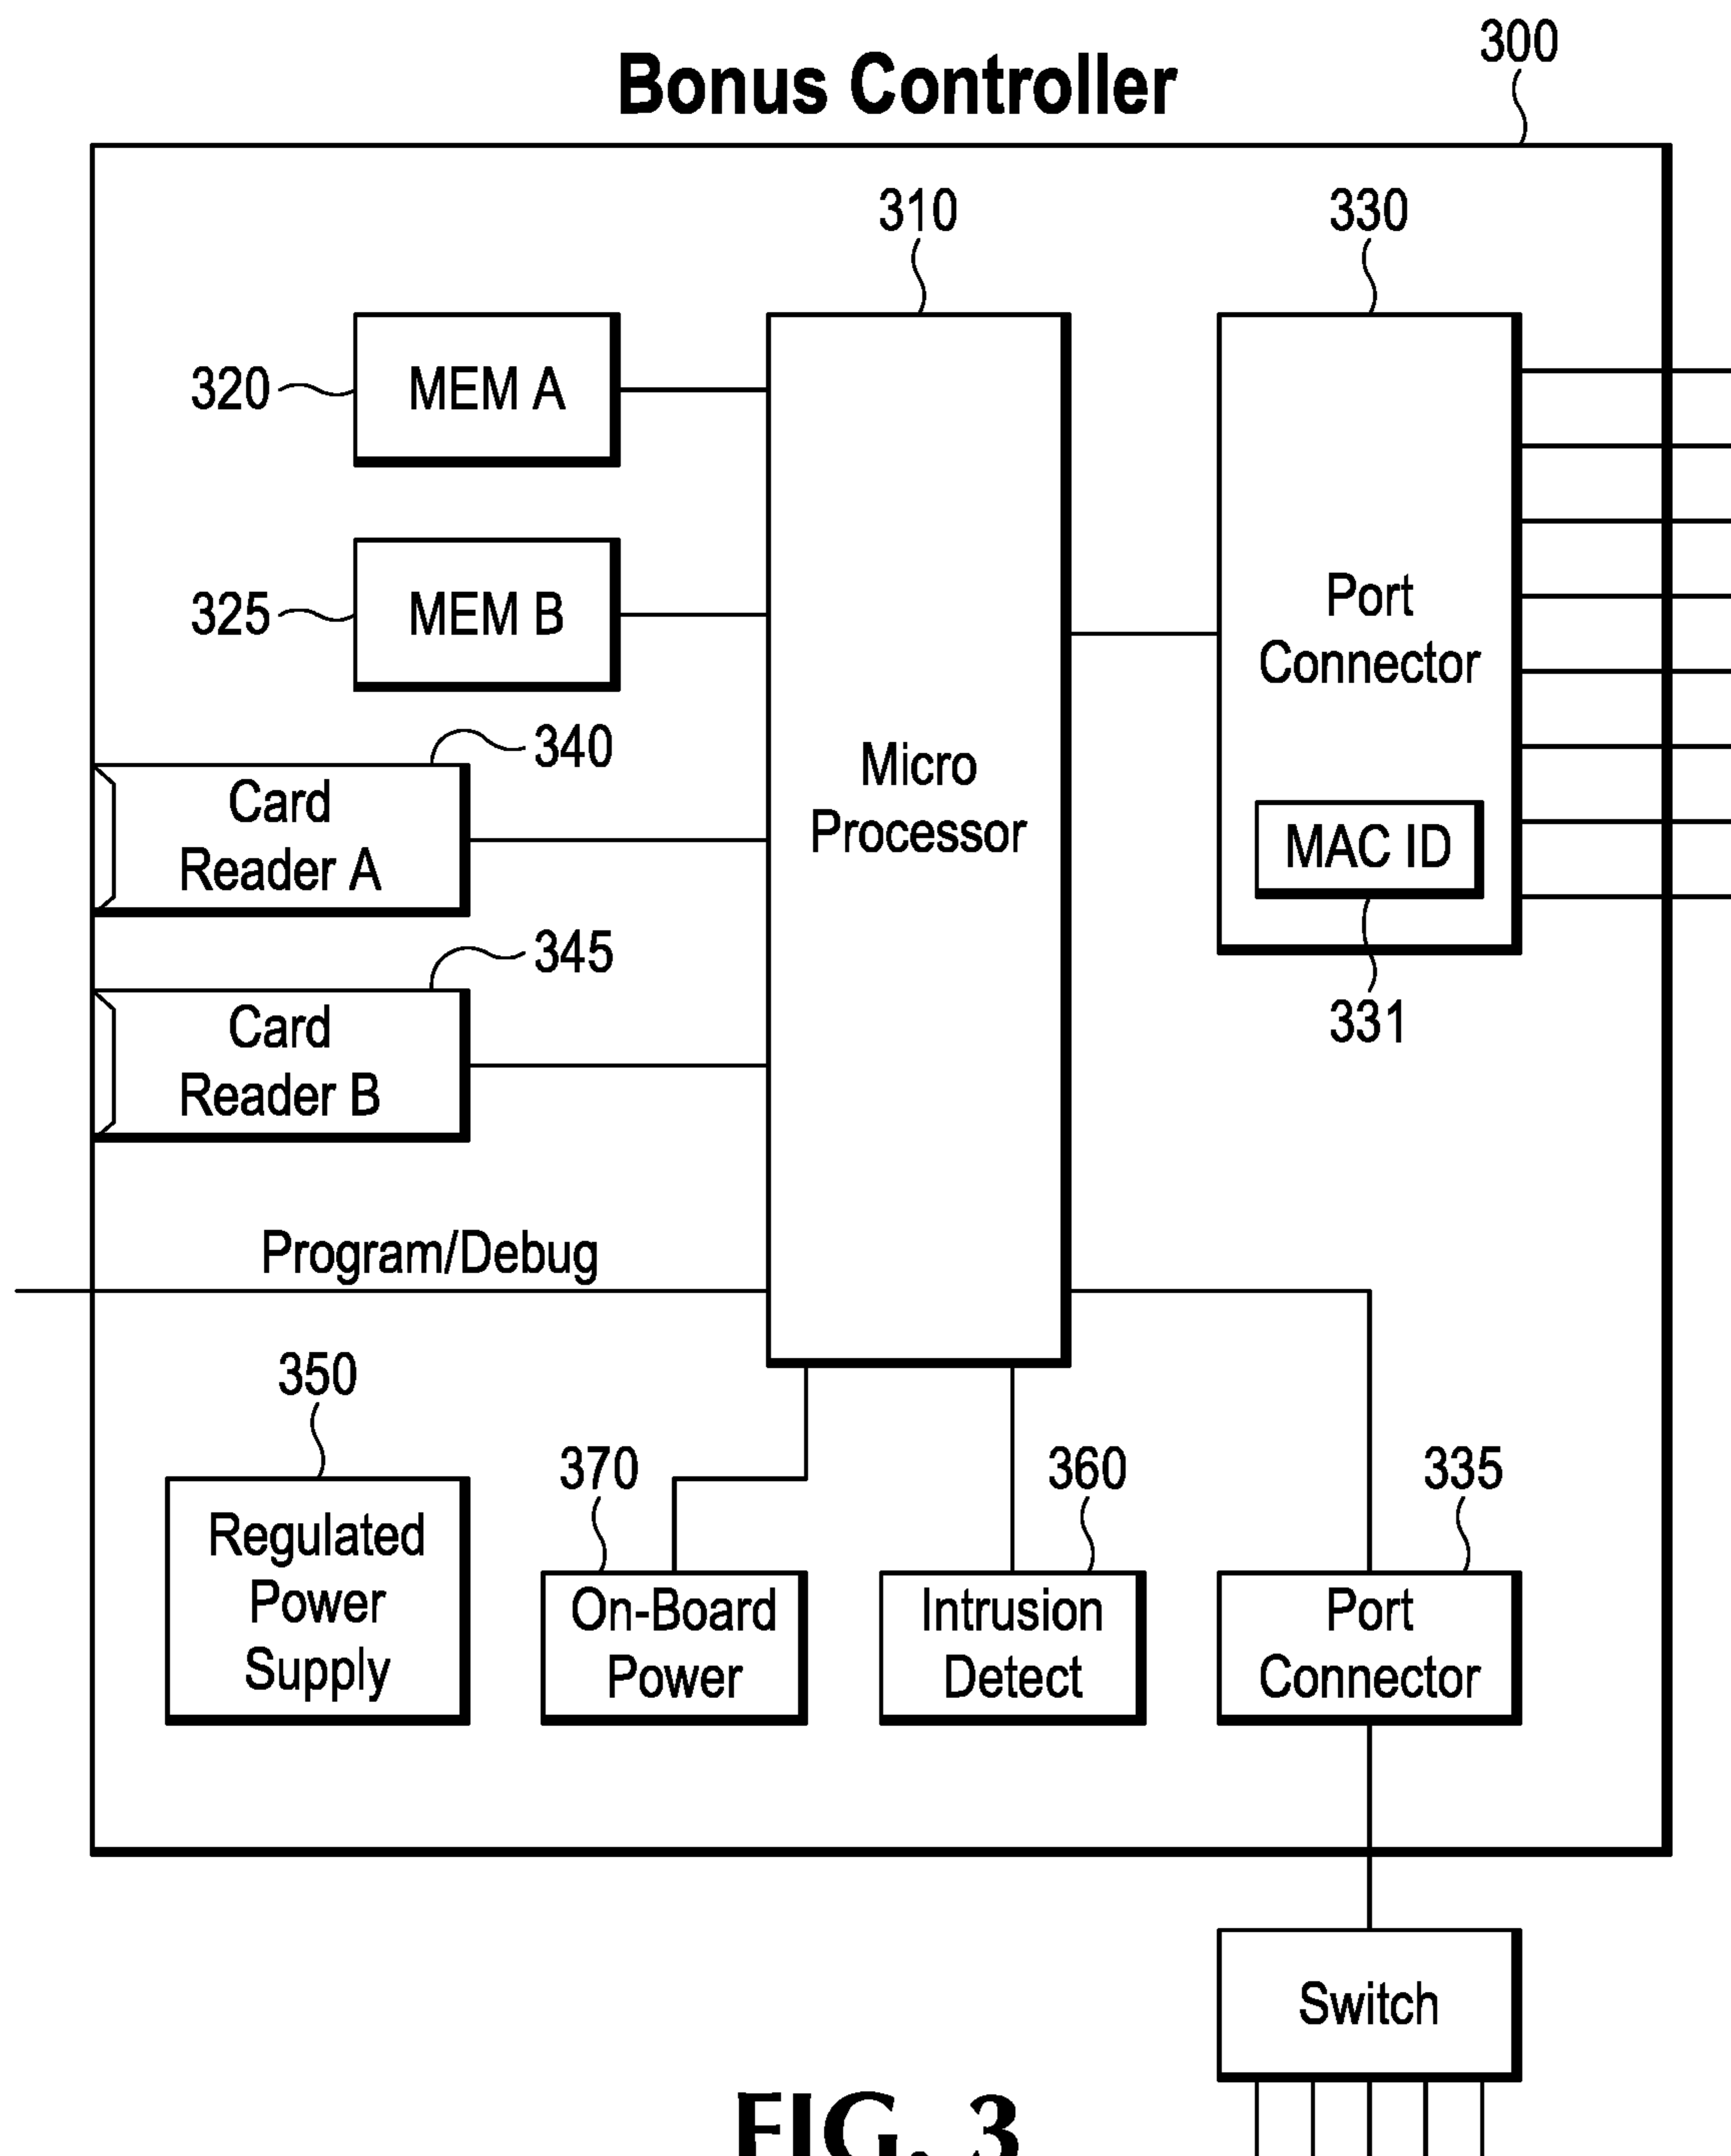 Bonus Controller
300
310
330
320
MEM A
325
MEM B
Port
Connector
340
Card
Reader A
Micro
Processor
MAC ID
345
331
Card
Reader B
Program/Debug
350
370
360
335
Regulated
Power
Supply
On-Board
Power
Intrusion
Detect
Port
Connector
Switch
FIG. 3